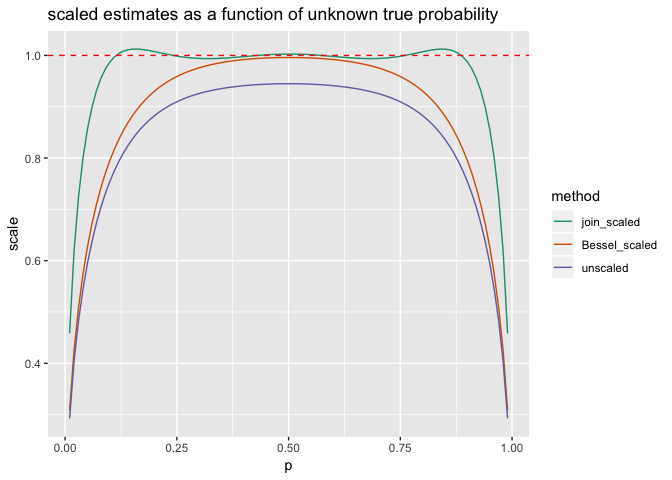 scaled estimates as a function of unknown true probability
1.0
0.8
0.6
0.4
scale
0.00
0.25
0.50
0.75
1.00
p
method
join_scaled
Bessel_scaled
unscaled